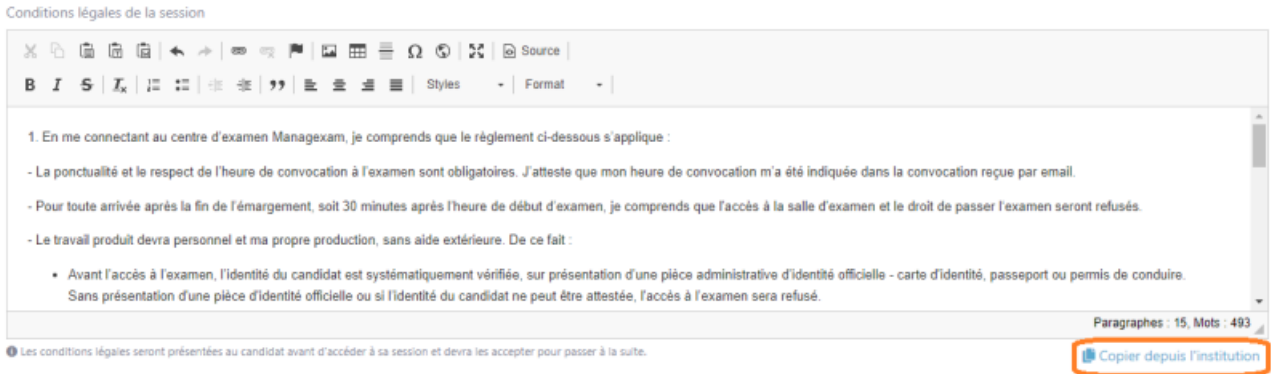 Conditions légales de la session
Source
Styles Format
1. En me connectant au centre d'examen Managexam, je comprends que le règlement ci-dessous s'applique :
- La ponctualité et le respect de l'heure de convocation à l'examen sont obligatoires. J'atteste que mon heure de convocation m'a été indiquée dans la convocation reçue par email.
- Pour toute arrivée après la fin de l'émargement, soit 30 minutes après l'heure de début d'examen, je comprends que l'accès à la salle d'examen et le droit de passer l'examen seront refusés.
- Le travail produit devra personnel et ma propre production, sans aide extérieure. De ce fait :
• Avant l'accès à l'examen, l'identité du candidat est systématiquement vérifiée, sur présentation d'une pièce administrative d'identité officielle - carte d'identité, passeport ou permis de conduire.
Sans présentation d'une pièce d'identité officielle ou si l'identité du candidat ne peut être attestée, l'accès à l'examen sera refusé.
Paragraphes : 15, Mots : 493
Les conditions légales seront présentées au candidat avant d'accéder à sa session et devra les accepter pour passer à la suite.
Copier depuis l'institution